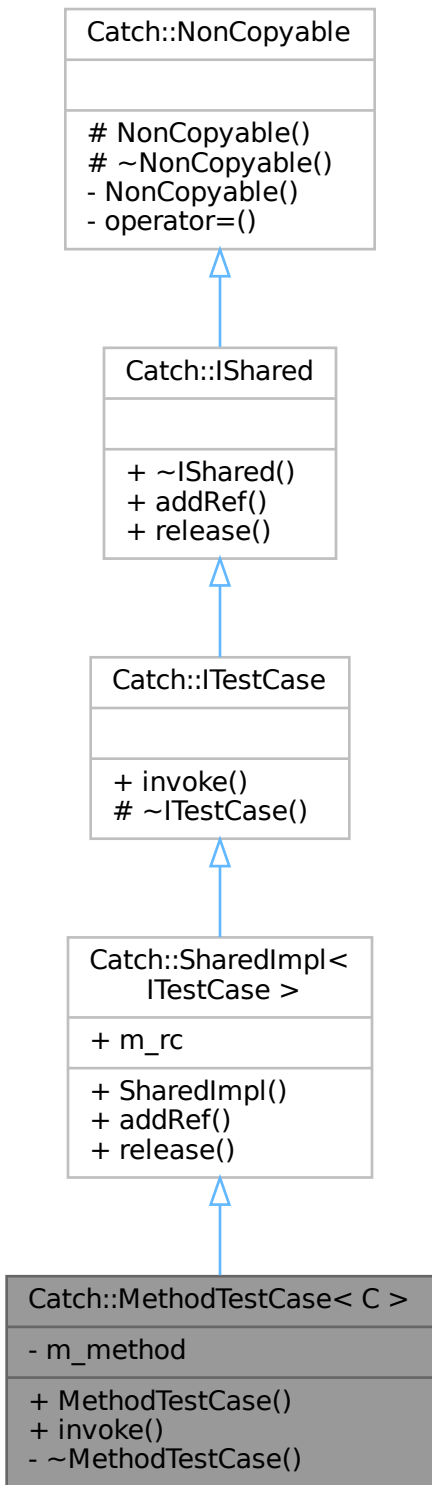 Catch::NonCopyable
# NonCopyable()
# ~NonCopyable()
- NonCopyable()
- operator=()
Catch::IShared
+ ~IShared()
+ addRef()
+ release()
Catch::ITestCase
+ invoke()
# ~ITestCase()
Catch::SharedImpl<
ITestCase >
+ m_rc
+ SharedImpl()
+ addRef()
+ release()
Catch::MethodTestCase< C >
- m_method
+ MethodTestCase()
+ invoke()
- ~MethodTestCase()